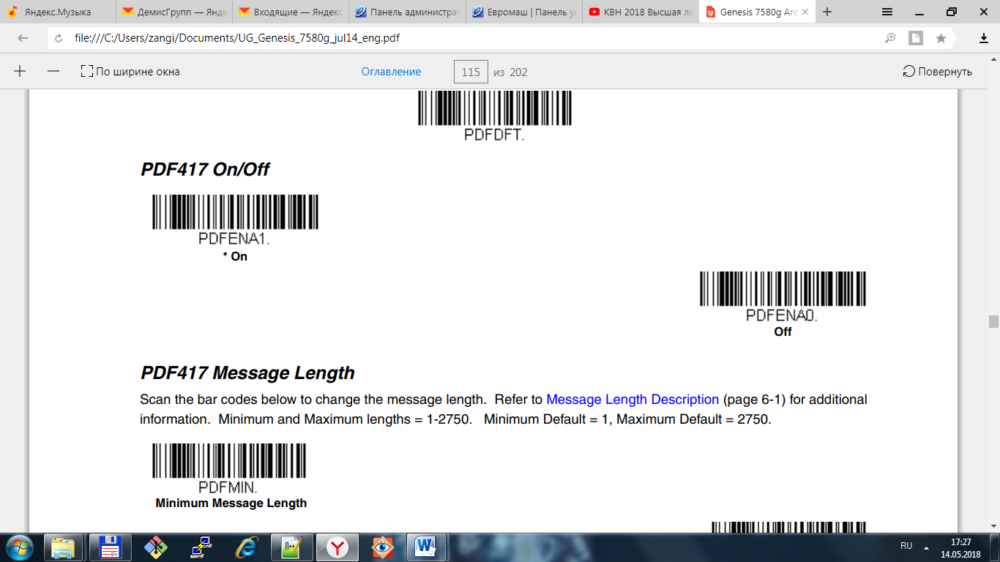 Яндекс.Музыка
ДемисГрупп — Янде
Входящие — Яндекс
Панель администрат
Евромаш | Панель уп
КВН 2018 Высшая ли
Genesis 7580g Are
file:///C:/Users/zangi/Documents/UG_Genesis_7580g_jul14_eng.pdf
По ширине окна
Оглавление
115 из 202
Повернуть
PDFDFT.
PDF417 On/Off
PDFENA1.
* On
PDFENA0.
Off
PDF417 Message Length
Scan the bar codes below to change the message length. Refer to Message Length Description (page 6-1) for additional
information. Minimum and Maximum lengths = 1-2750. Minimum Default = 1, Maximum Default = 2750.
PDFMIN.
Minimum Message Length
RU
17:27
14.05.2018